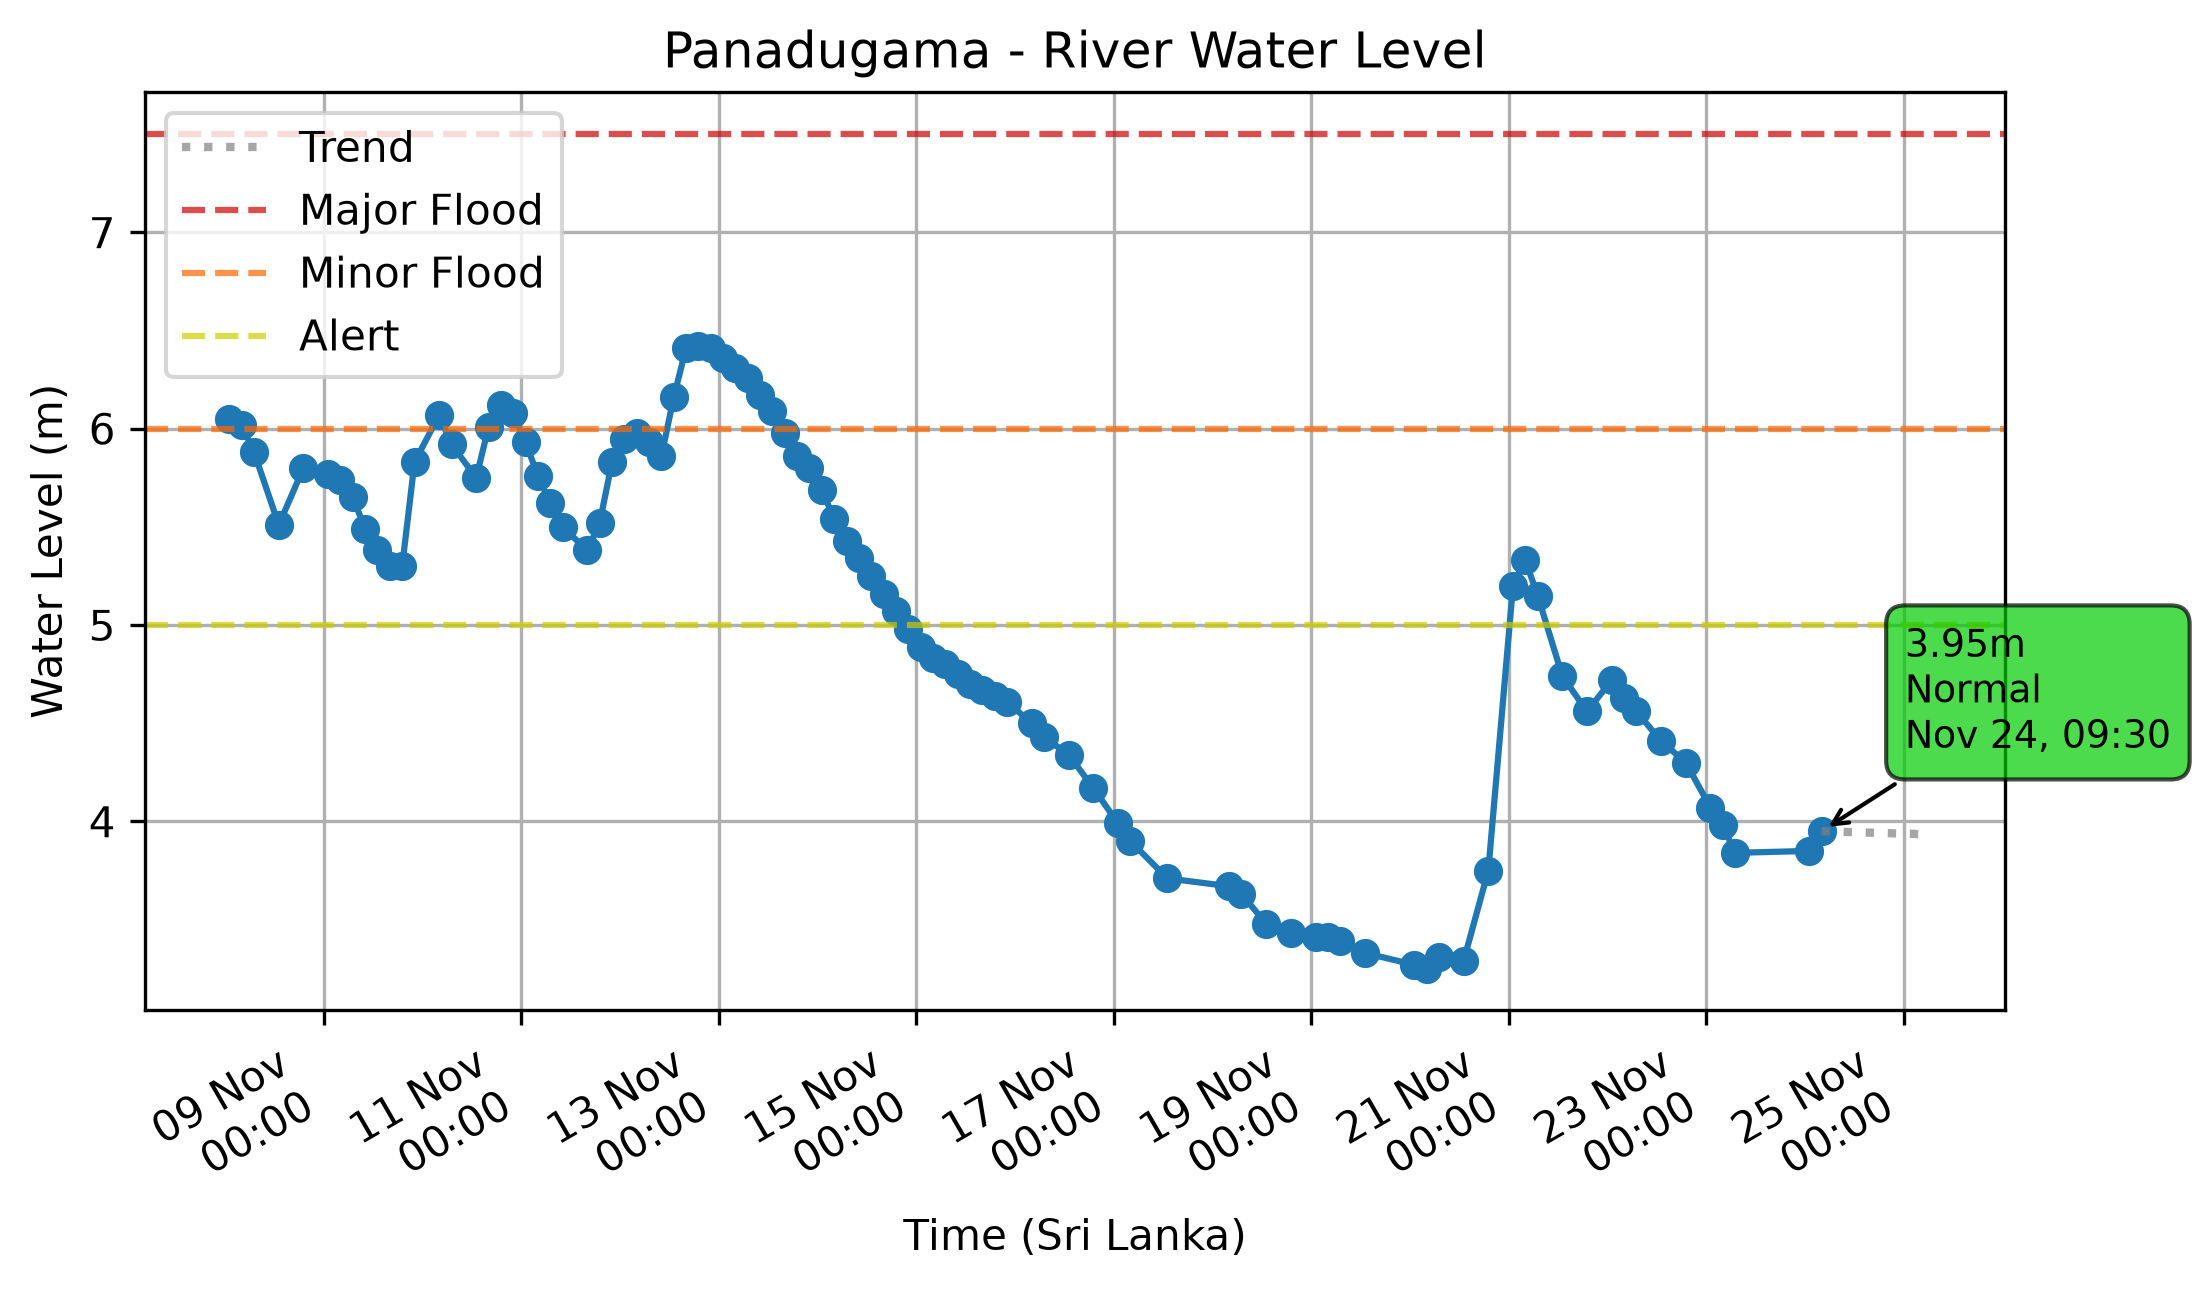 Panadugama - River Water Level
Trend
Major Flood
Minor Flood
Alert
7
6
5
4
Water Level (m)
3.95m
Normal
Nov 24, 09:30
09 Nov
00:00
11 Nov
00:00
13 Nov
00:00
15 Nov
00:00
17 Nov
00:00
19 Nov
00:00
21 Nov
00:00
23 Nov
00:00
25 Nov
00:00
Time (Sri Lanka)